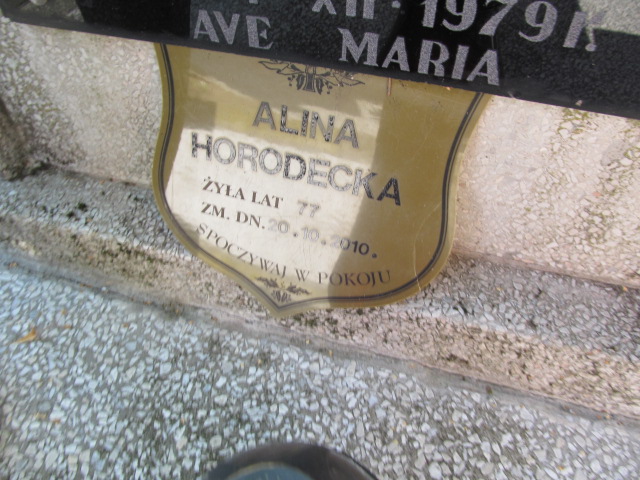 XII · 1979 r.
AVE MARIA
ALINA
HORODECKA
ŻYŁA LAT 77
ZM. DN. 20.10.2010.
SPOCZYWAJ W POKOJU